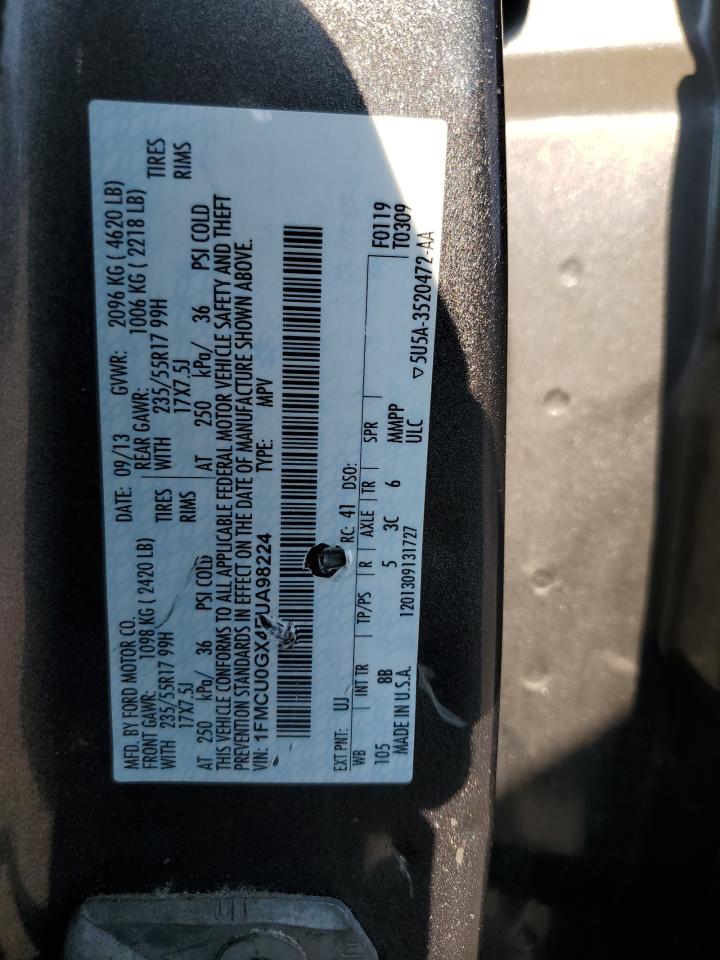 MFD. BY FORD MOTOR CO. DATE: 09/13 GVWR: 2096 KG ( 4620 LB)
FRONT GAWR: 1098 KG ( 2420 LB) REAR GAWR: 1006 KG ( 2218 LB)
WITH 235/55R17 99H TIRES WITH 235/55R17 99H TIRES
17X7.5J RIMS 17X7.5J RIMS
AT 250 kPa/ 36 PSI COLD AT 250 kPa/ 36 PSI COLD
THIS VEHICLE CONFORMS TO ALL APPLICABLE FEDERAL MOTOR VEHICLE SAFETY AND THEFT
PREVENTION STANDARDS IN EFFECT ON THE DATE OF MANUFACTURE SHOWN ABOVE.
VIN: TYPE: MPV
EXT PNT: UJ RC: 41 DSO: F0119
WB INT TR TP/PS R AXLE TR SPR T0309
105 8B 5 3C 6 MMPP
MADE IN U.S.A. 1201309131727 ULC
▽5U5A-3520472-AA